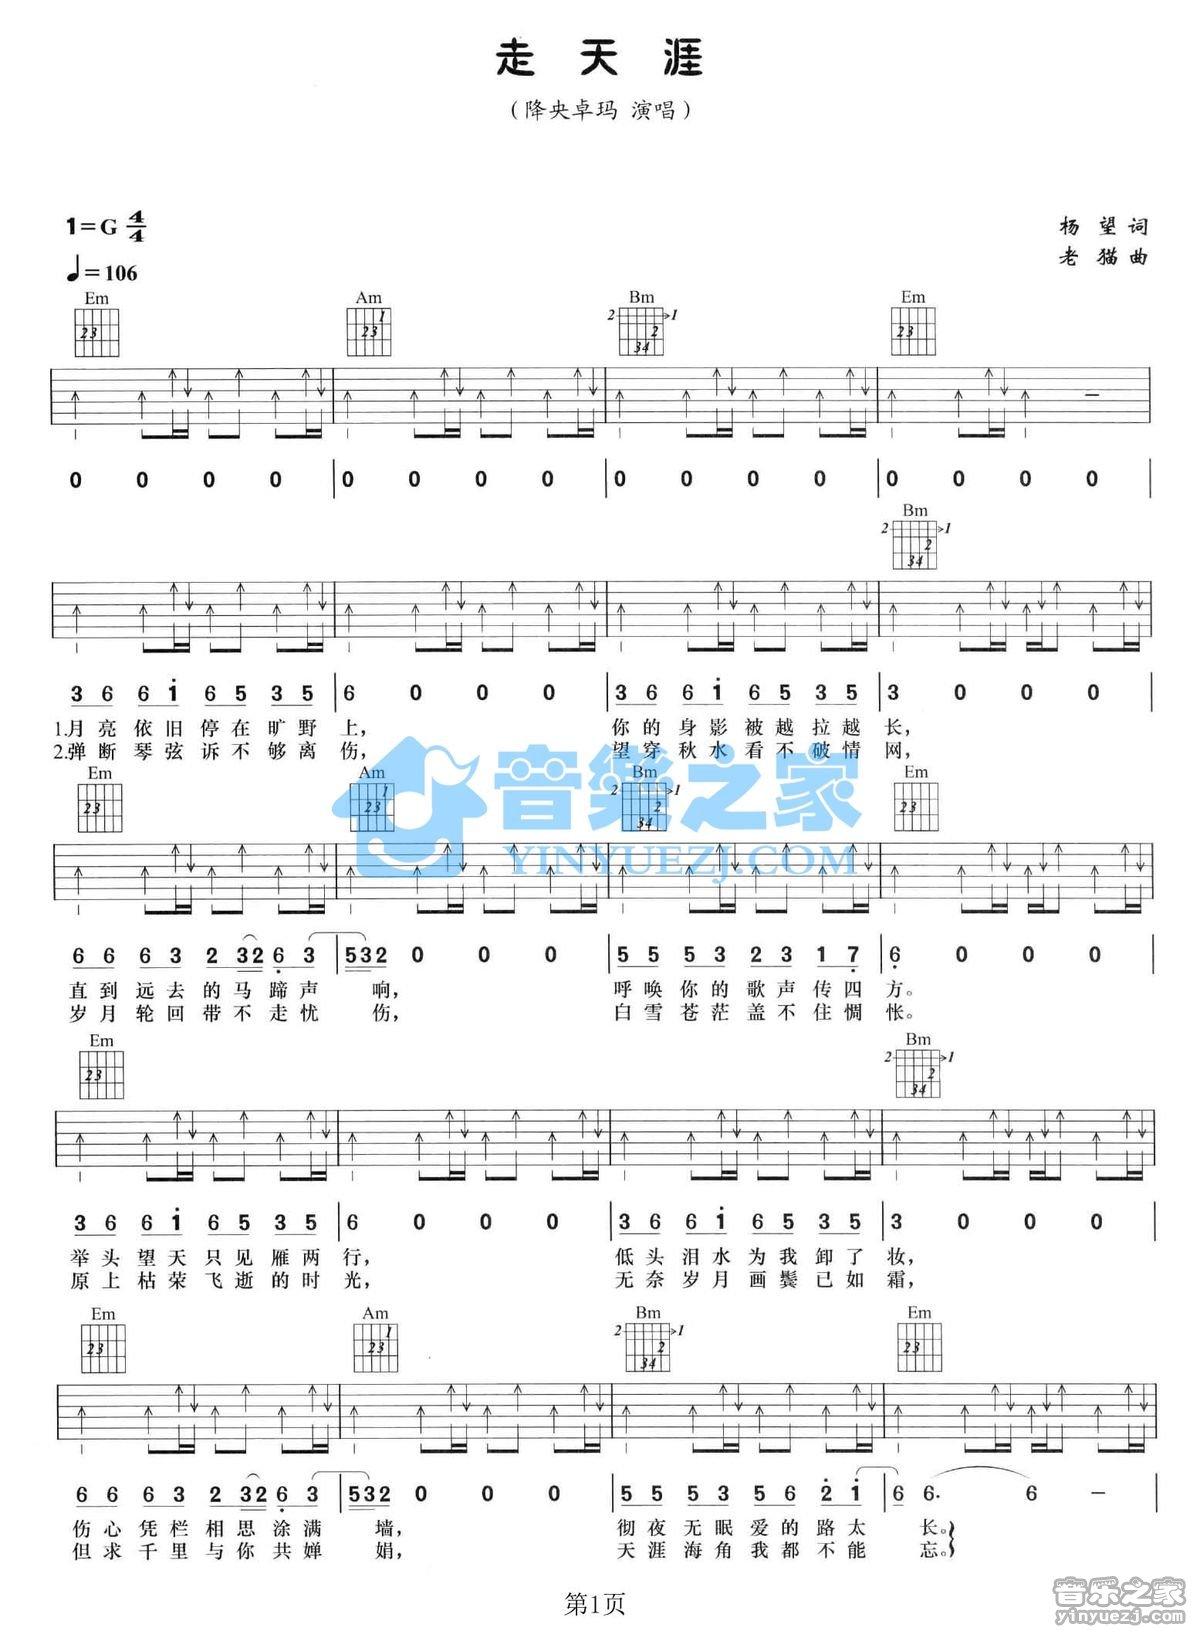 走 天 涯
（降央卓玛 演唱）
1=G 4/4
杨 望 词
♩=106
老 猫 曲
Em Am Bm Em
0 0 0 0 | 0 0 0 0 | 0 0 0 0 | 0 0 0 0 |
Bm
3 6 6 i 6 5 3 5 | 6 0 0 0 | 3 6 6 i 6 5 3 5 | 3 0 0 0 |
1.月 亮 依 旧 停 在 旷 野 上， 你 的 身 影 被 越 拉 越 长，
2.弹 断 琴 弦 诉 不 够 离 伤， 望 穿 秋 水 看 不 破 情 网，
Em Am Bm Em
音樂之家
YINYUEZJ.COM
6 6 6 3 2 32 6 3 | 532 0 0 0 | 5 5 5 3 2 3 1 7 | 6 0 0 0 |
直 到 远 去 的 马 蹄 声 响， 呼 唤 你 的 歌 声 传 四 方。
岁 月 轮 回 带 不 走 忧 伤， 白 雪 苍 茫 盖 不 住 惆 怅。
Em Bm
3 6 6 i 6 5 3 5 | 6 0 0 0 | 3 6 6 i 6 5 3 5 | 3 0 0 0 |
举 头 望 天 只 见 雁 两 行， 低 头 泪 水 为 我 卸 了 妆，
原 上 枯 荣 飞 逝 的 时 光， 无 奈 岁 月 画 鬓 已 如 霜，
Em Am Bm Em
6 6 6 3 2 32 6 3 | 532 0 0 0 | 5 5 5 3 5 6 2 i | 6 6. 6 － |
伤 心 凭 栏 相 思 涂 满 墙， 彻 夜 无 眠 爱 的 路 太 长。
但 求 千 里 与 你 共 婵 娟， 天 涯 海 角 我 都 不 能 忘。
第1页
音乐之家
yinyuezj.com